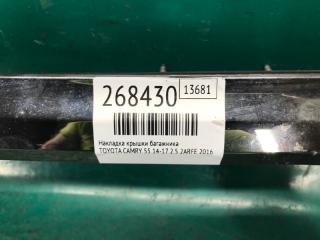 268430 13681
Накладка крышки багажника
TOYOTA CAMRY 55 14-17 2.5 2ARFE 2016